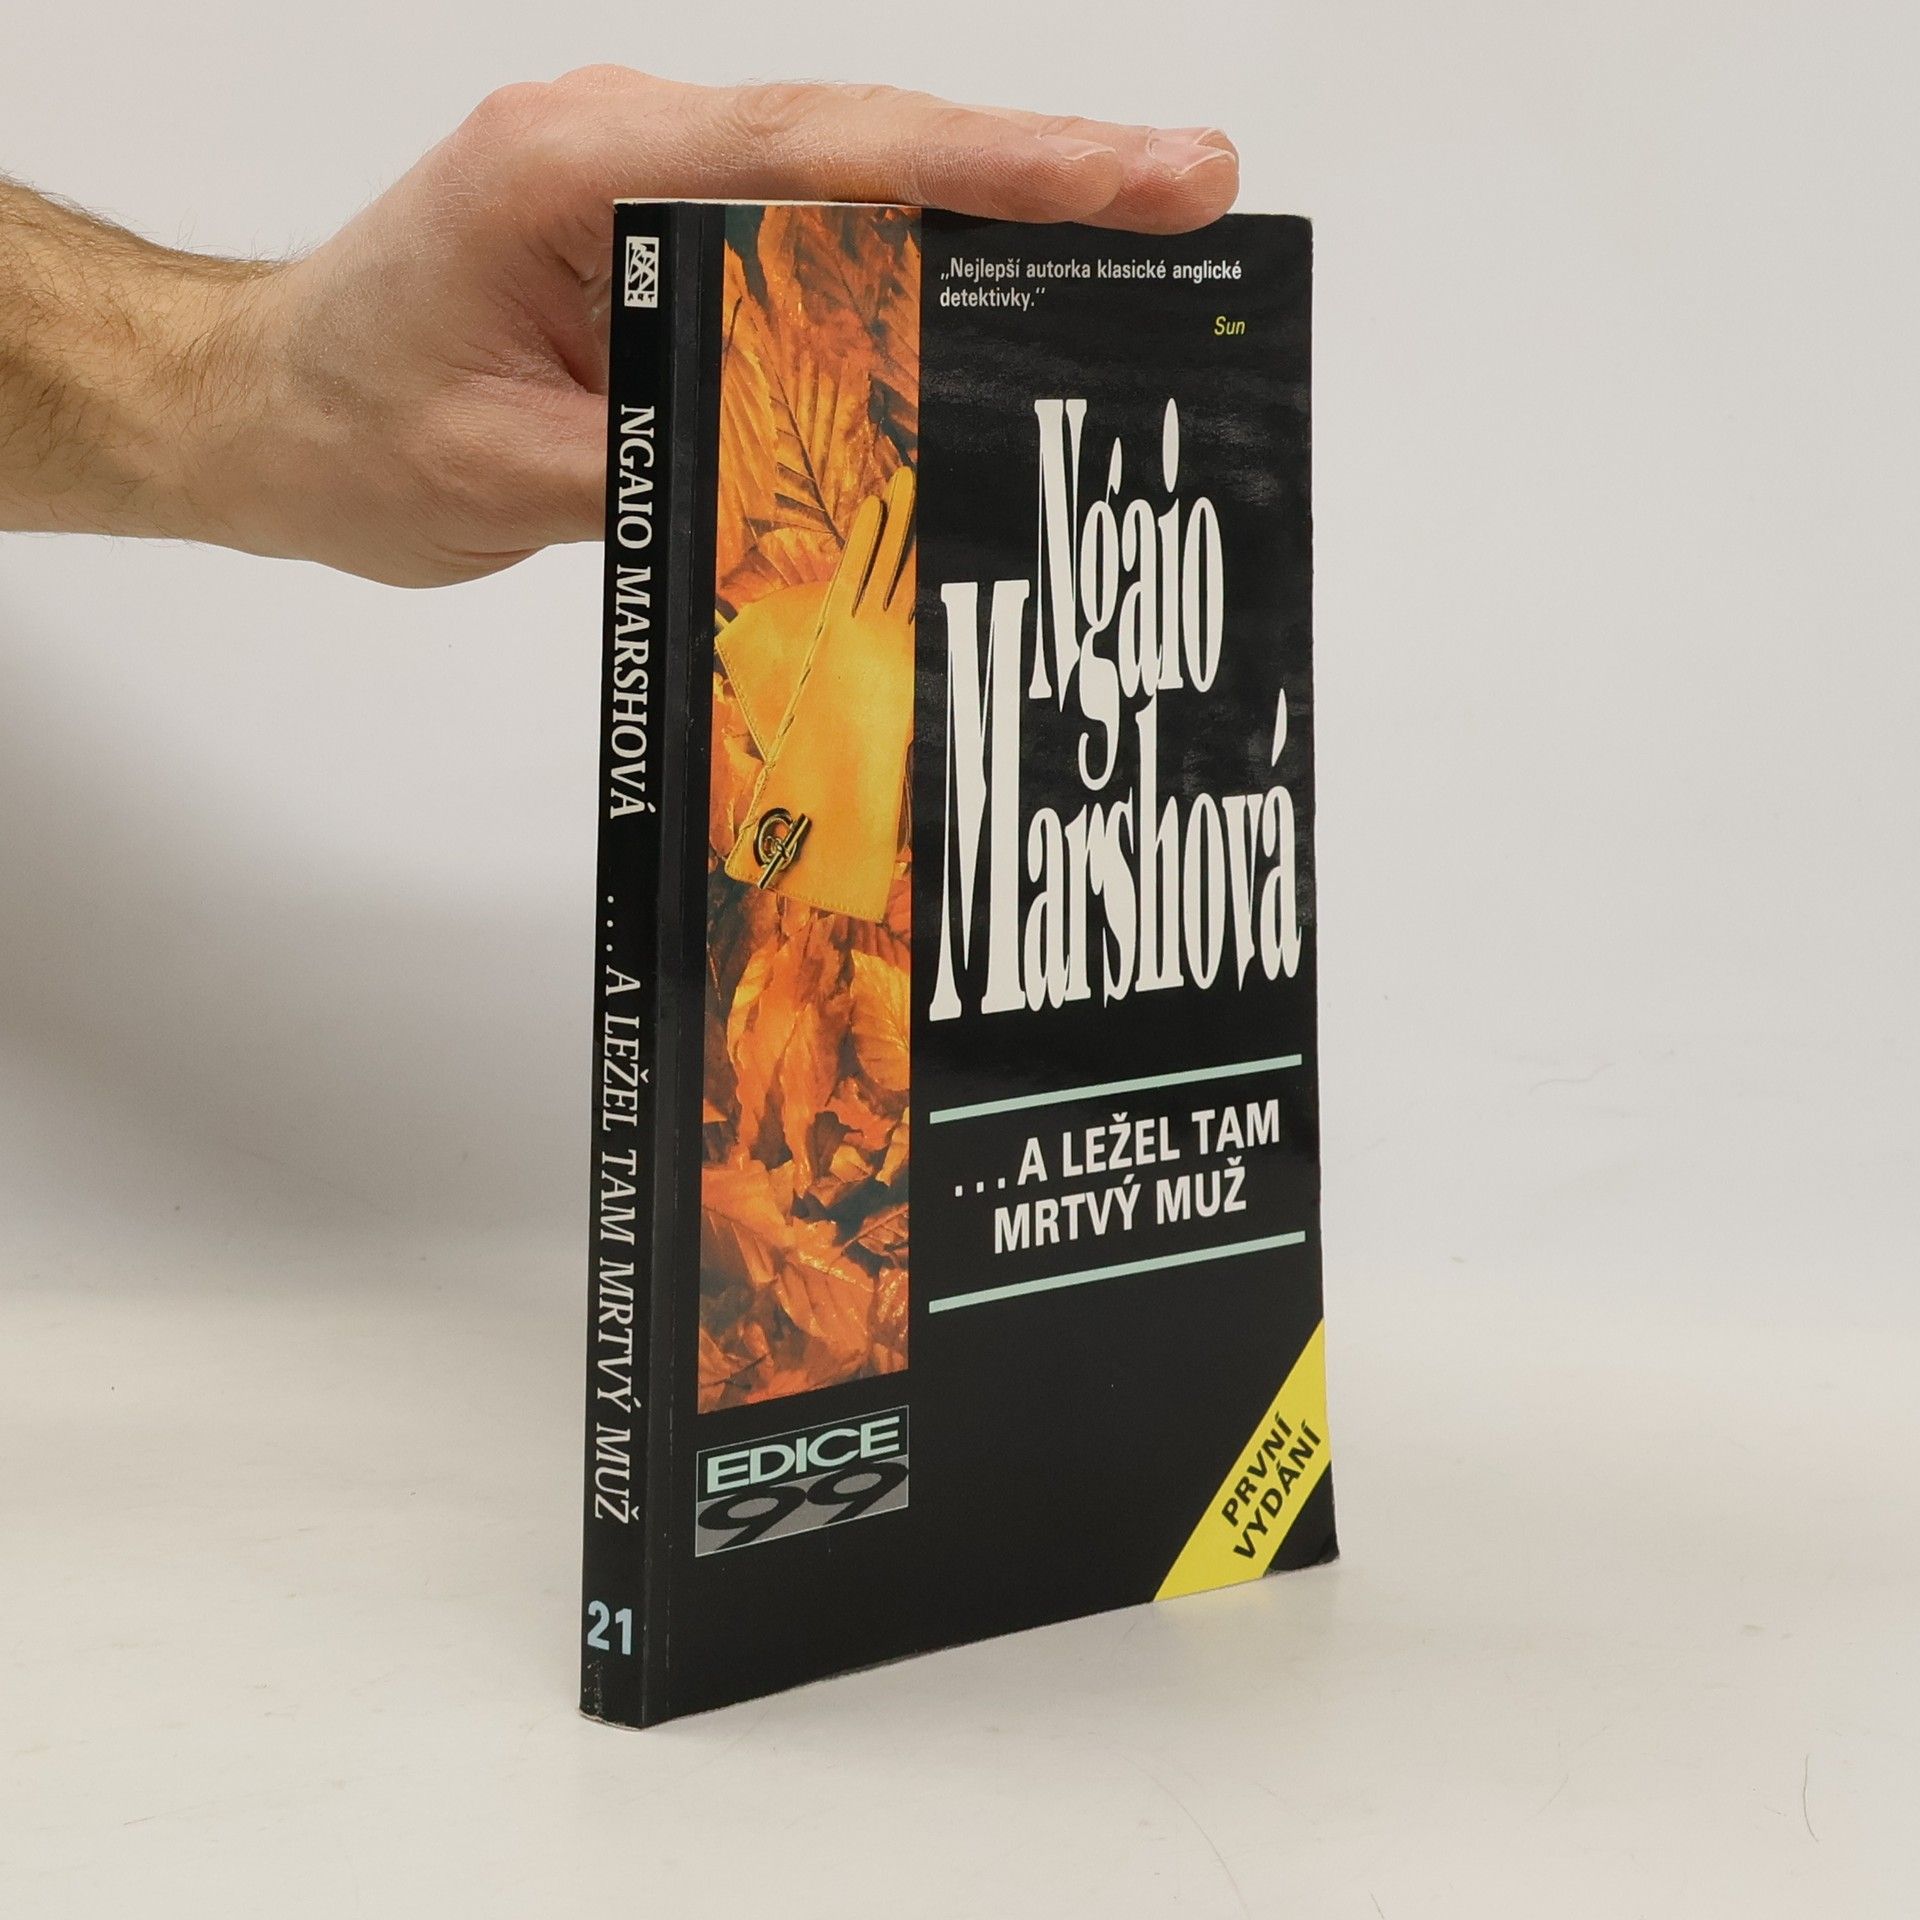 ART
NGAIO MARSHOVÁ ...A LEŽEL TAM MRTVÝ MUŽ
21
„Nejlepší autorka klasické anglické
detektivky.“
Sun
Ngaio
Marshová
...A LEŽEL TAM
MRTVÝ MUŽ
EDICE
99
PRVNÍ
VYDÁNÍ